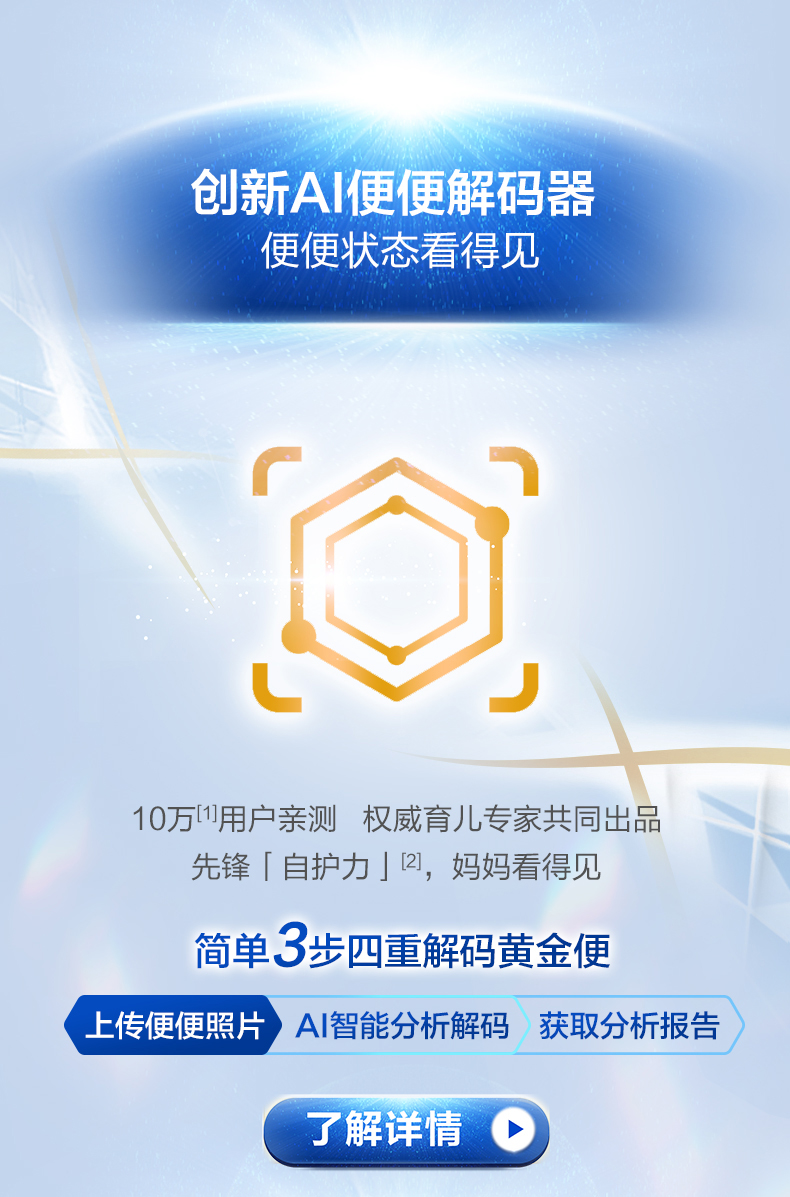 创新AI便便解码器
便便状态看得见
10万[1]用户亲测 权威育儿专家共同出品
先锋「自护力」[2]，妈妈看得见
简单3步四重解码黄金便
上传便便照片 AI智能分析解码 获取分析报告
了解详情